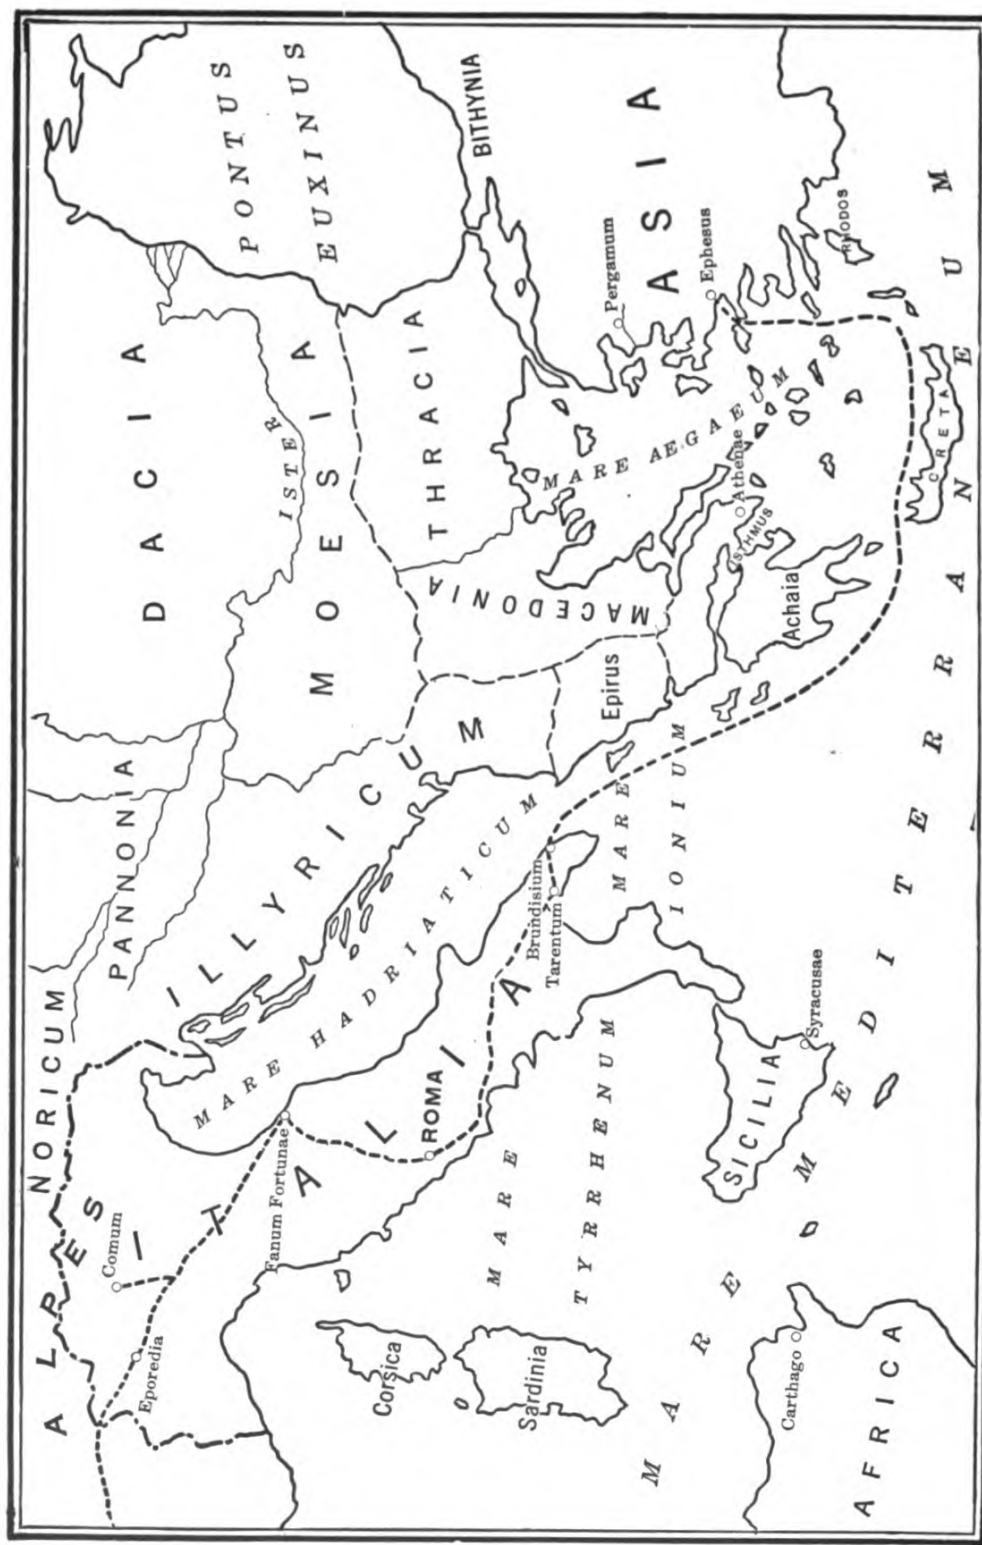 ALPES
NORICUM
PANNONIA
DACIA
PONTUS
EUXINUS
Comum
Eporedia
ILLYRICUM
ISTER
MOESIA
THRACIA
BITHYNIA
MARE HADRIATICUM
Fanum Fortunae
ITALIA
ROMA
MACEDONIA
Epirus
Pergamum
ASIA
Ephesus
MARE AEGAEUM
Athenae
ISTHMUS
Achaia
RHODOS
CRETA
Corsica
Sardinia
MARE
TYRRHENUM
Brundisium
Tarentum
MARE
IONIUM
SICILIA
Syracusae
Carthago
AFRICA
MARE MEDITERRANEUM